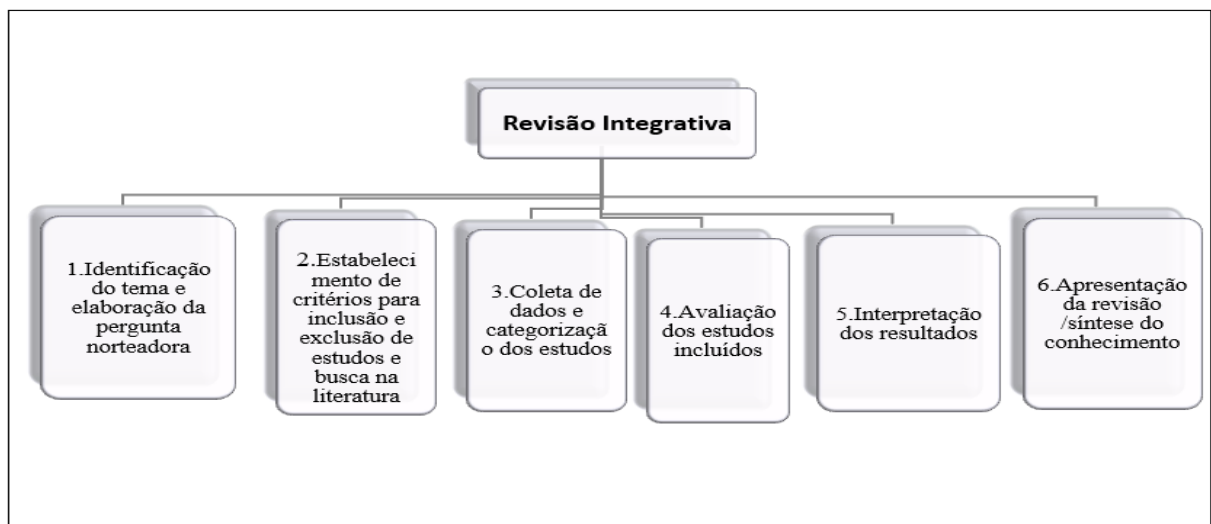 Revisão Integrativa
1.Identificação
do tema e
elaboração da
pergunta
norteadora
2.Estabeleci
mento de
critérios para
inclusão e
exclusão de
estudos e
busca na
literatura
3.Coleta de
dados e
categorizaçã
o dos estudos
4.Avaliação
dos estudos
incluídos
5.Interpretação
dos resultados
6.Apresentação
da revisão
/síntese do
conhecimento